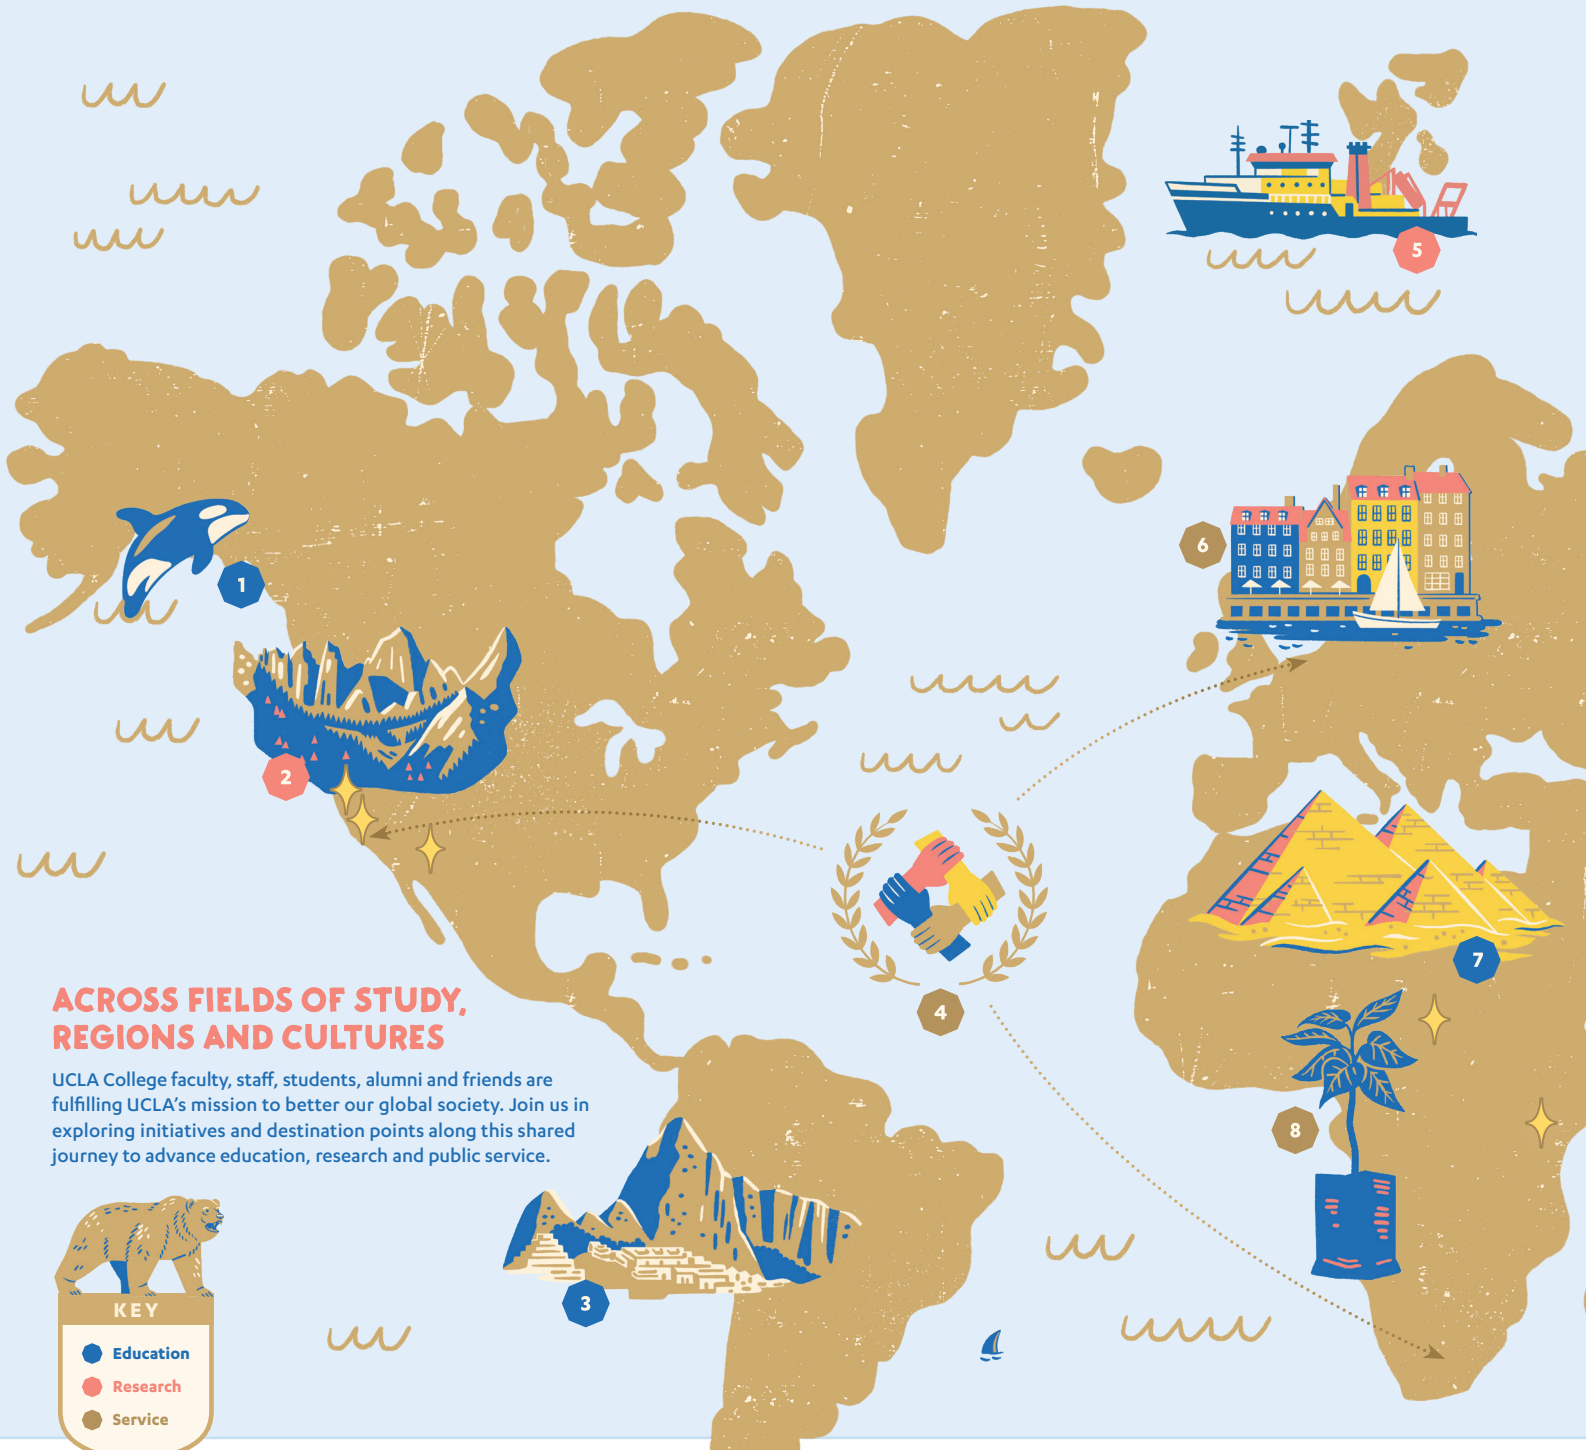 5
6
1
2
7
4
ACROSS FIELDS OF STUDY,
REGIONS AND CULTURES
UCLA College faculty, staff, students, alumni and friends are
fulfilling UCLA’s mission to better our global society. Join us in
exploring initiatives and destination points along this shared
journey to advance education, research and public service.
8
3
KEY
Education
Research
Service